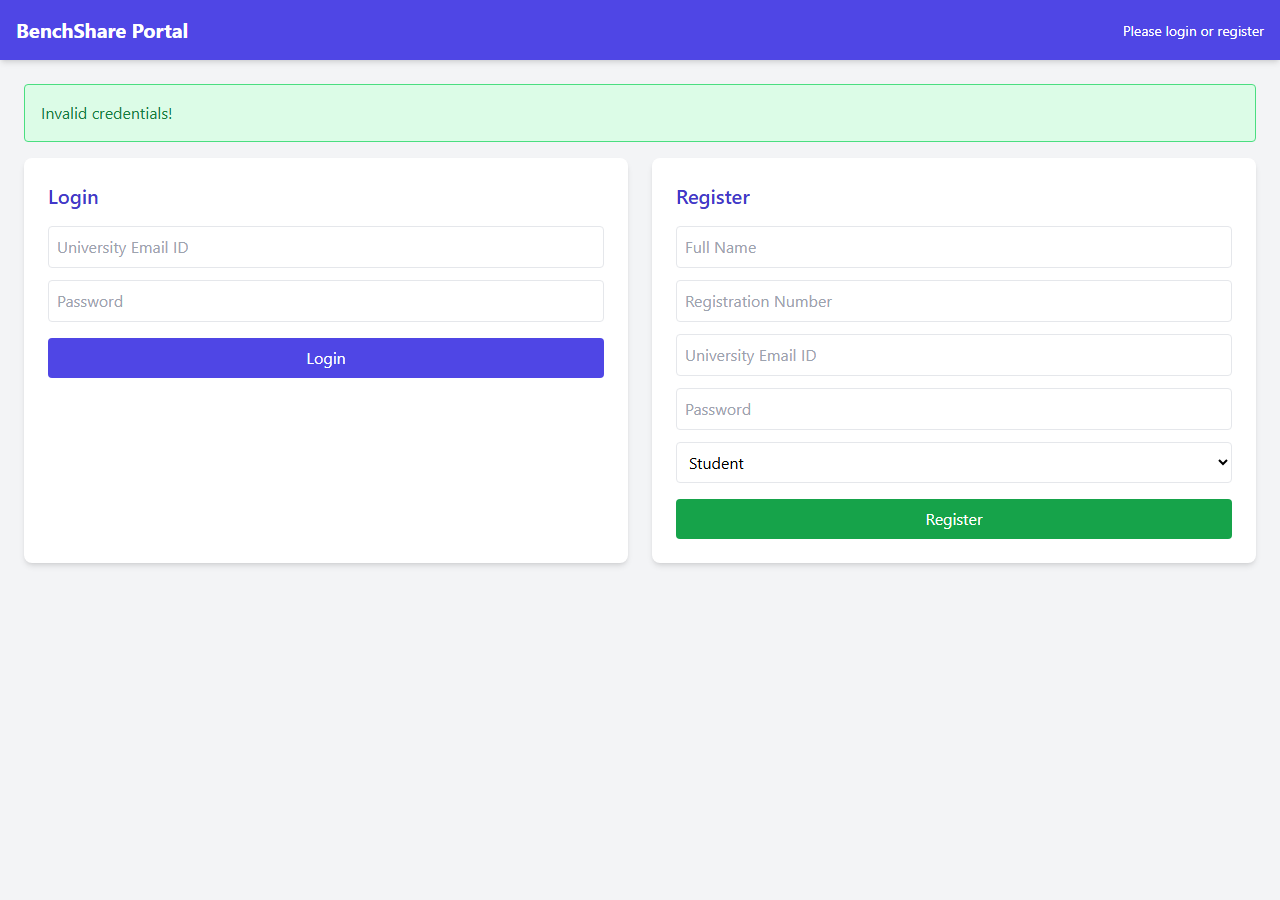 BenchShare Portal
Please login or register
Invalid credentials!
Login
University Email ID
Password
Login
Register
Full Name
Registration Number
University Email ID
Password
Student
Register